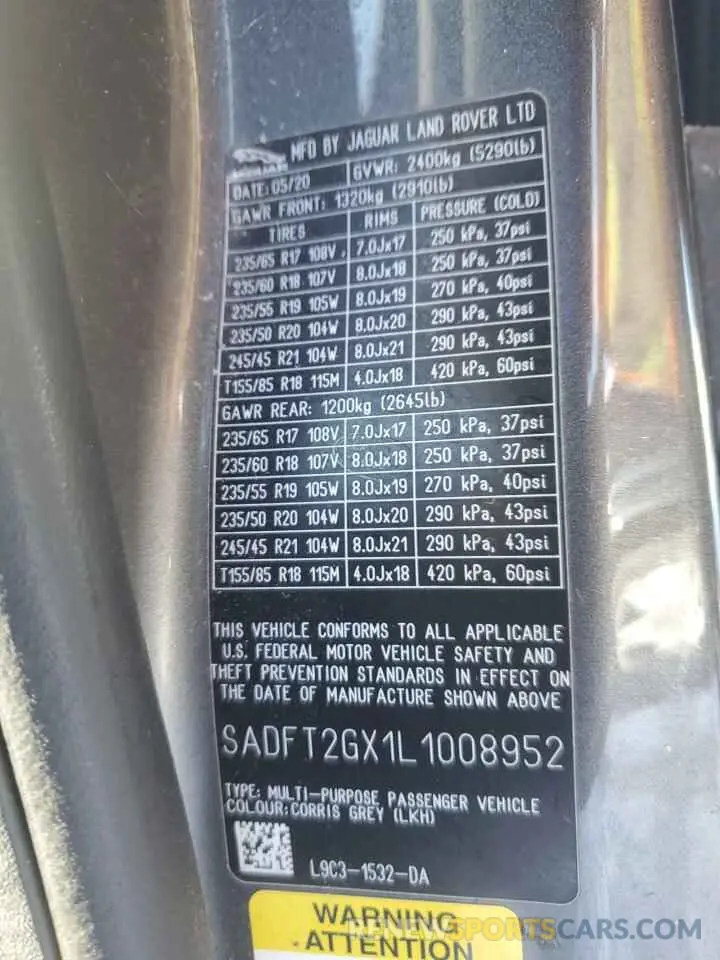 MFD BY JAGUAR LAND ROVER LTD
DATE:05/20 GVWR: 2400kg (5290lb)
GAWR FRONT: 1320kg (2910lb)
TIRES RIMS PRESSURE (COLD)
235/65 R17 108V 7.0Jx17 250 kPa, 37psi
235/60 R18 107V 8.0Jx18 250 kPa, 37psi
235/55 R19 105W 8.0Jx19 270 kPa, 40psi
235/50 R20 104W 8.0Jx20 290 kPa, 43psi
245/45 R21 104W 8.0Jx21 290 kPa, 43psi
T155/85 R18 115M 4.0Jx18 420 kPa, 60psi
GAWR REAR: 1200kg (2645lb)
235/65 R17 108V 7.0Jx17 250 kPa, 37psi
235/60 R18 107V 8.0Jx18 250 kPa, 37psi
235/55 R19 105W 8.0Jx19 270 kPa, 40psi
235/50 R20 104W 8.0Jx20 290 kPa, 43psi
245/45 R21 104W 8.0Jx21 290 kPa, 43psi
T155/85 R18 115M 4.0Jx18 420 kPa, 60psi
THIS VEHICLE CONFORMS TO ALL APPLICABLE
U.S. FEDERAL MOTOR VEHICLE SAFETY AND
THEFT PREVENTION STANDARDS IN EFFECT ON
THE DATE OF MANUFACTURE SHOWN ABOVE
SADFT2GX1L1008952
TYPE: MULTI-PURPOSE PASSENGER VEHICLE
COLOUR:CORRIS GREY (LKH)
L9C3-1532-DA
WARNING
RENEWSPORTSCARS.COM
ATTENTION